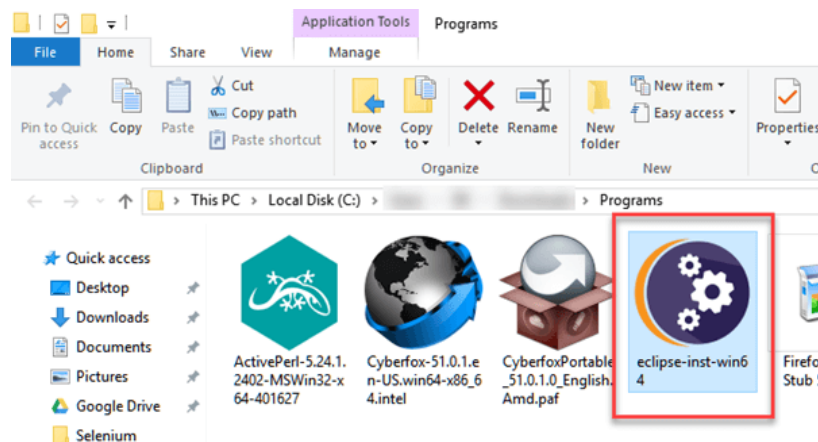 Application Tools Programs
File Home Share View Manage
Pin to Quick access
Copy
Paste
Cut
Copy path
Paste shortcut
Clipboard
Move to
Copy to
Delete
Rename
Organize
New folder
New item
Easy access
New
Properties
This PC > Local Disk (C:) > > Programs
Quick access
Desktop
Downloads
Documents
Pictures
Google Drive
Selenium
ActivePerl-5.24.1.
2402-MSWin32-x
64-401627
Cyberfox-51.0.1.e
n-US.win64-x86_6
4.intel
CyberfoxPortable
_51.0.1.0_English.
Amd.paf
eclipse-inst-win6
4
Firefo
Stub